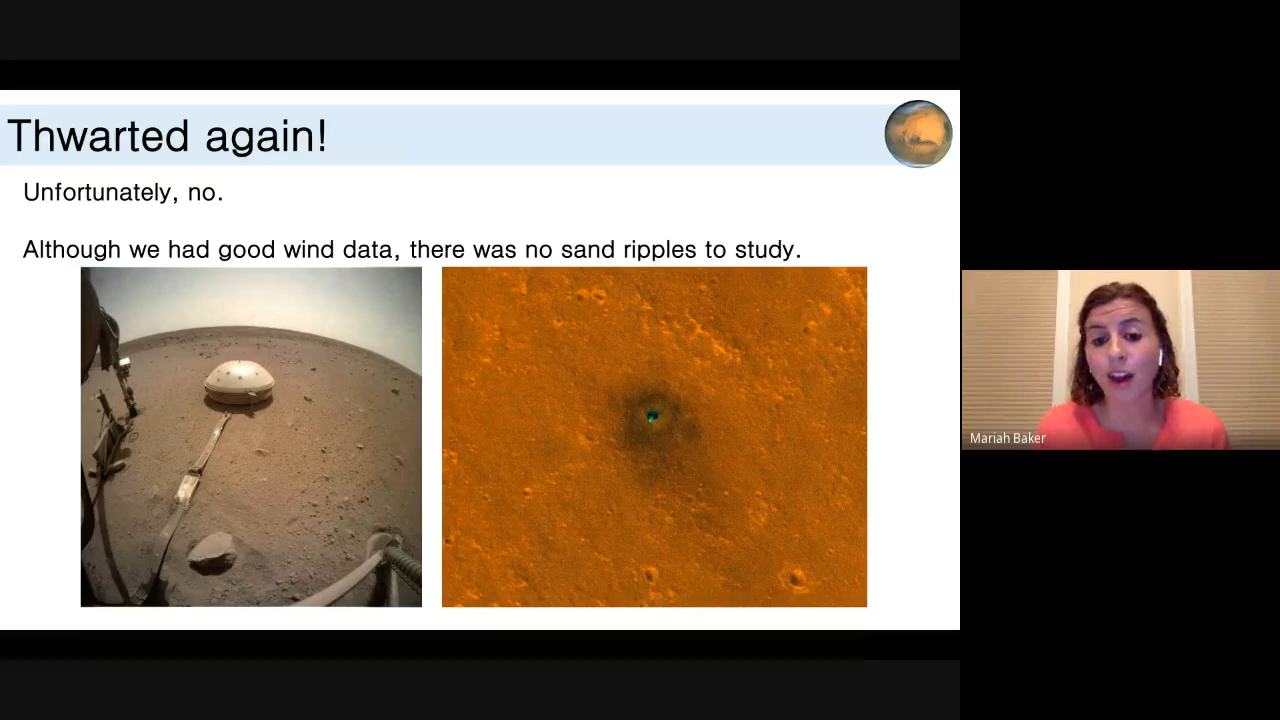 Thwarted again!
Unfortunately, no.
Although we had good wind data, there was no sand ripples to study.
Mariah Baker